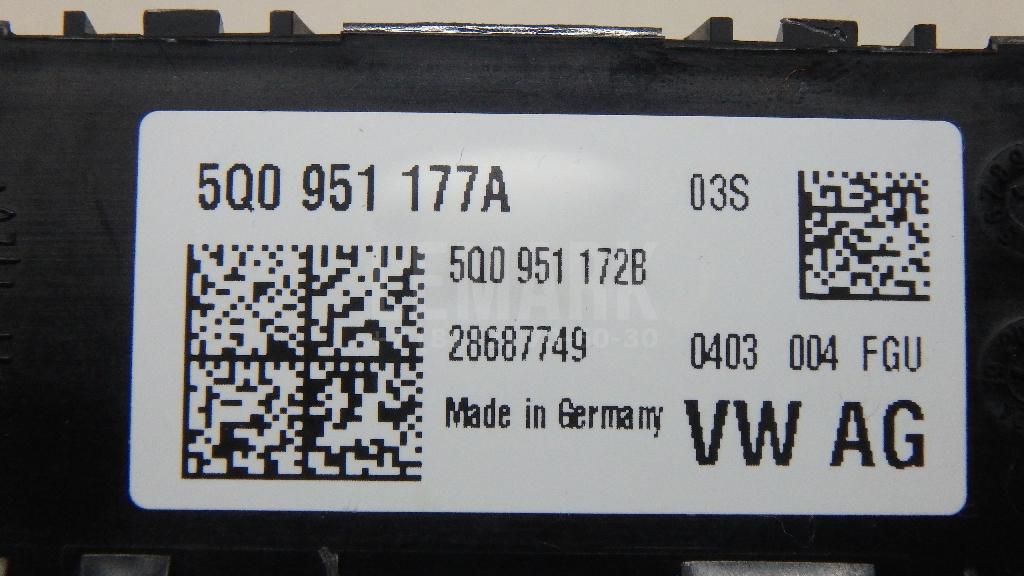 5Q0 951 177A 03S
5Q0 951 172B
28687749 0403 004 FGU
Made in Germany VW AG